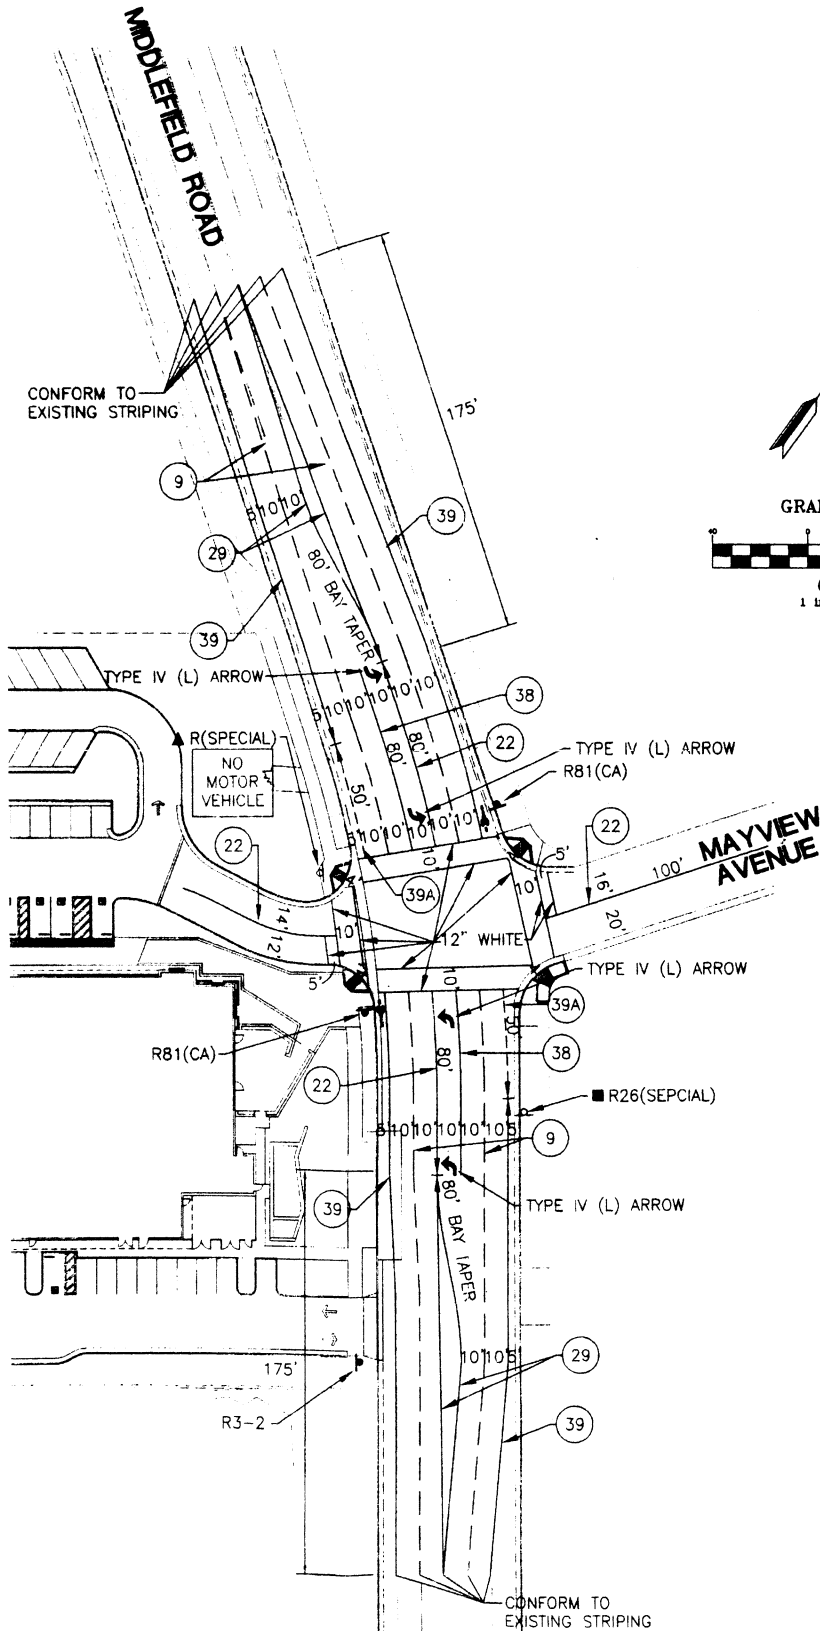 MIDDLEFIELD ROAD
CONFORM TO
EXISTING STRIPING
175'
9
39
GRA
1 i
5'10'10'
29
80' BAY TAPER
39
TYPE IV (L) ARROW
5'10'10'10'10'10'
38
R(SPECIAL)
80'
80'
22
TYPE IV (L) ARROW
NO
MOTOR
VEHICLE
R81(CA)
50'
5'10'10'10'10'10'
22
22
10'
5'
MAYVIEW
AVENUE
100'
16'
10'
39A
14'
12'
10'
20'
12" WHITE
5'
10'
TYPE IV (L) ARROW
39A
R81(CA)
38
80'
22
R26(SEPCIAL)
5'10'10'10'10'10'5'
9
39
TYPE IV (L) ARROW
80' BAY TAPER
10'10'5'
29
175'
R3-2
39
CONFORM TO
EXISTING STRIPING